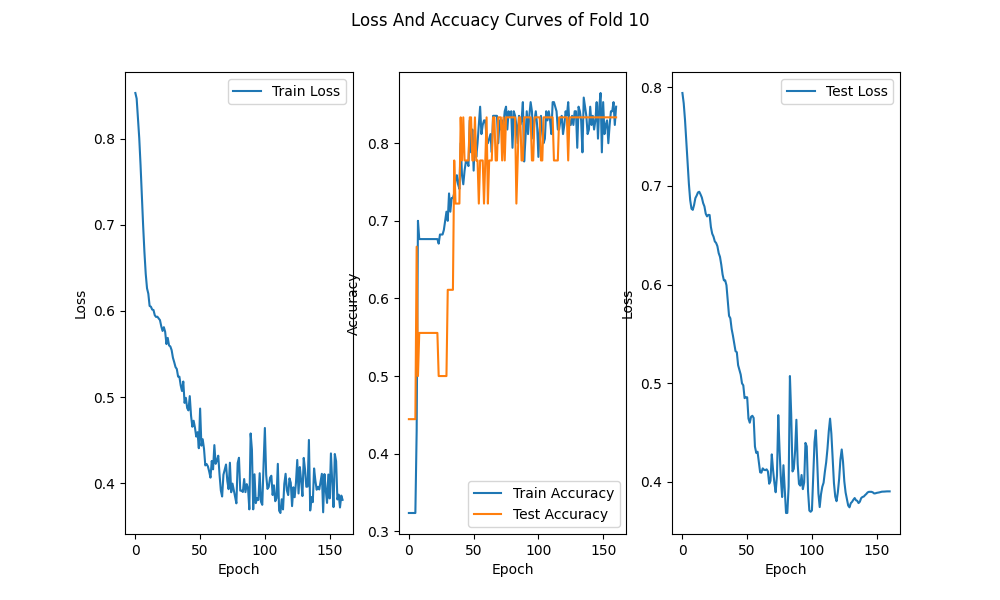 Loss And Accuacy Curves of Fold 10
Train Loss
0.8
0.7
0.6
0.5
0.4
Loss
0 50 100 150
Epoch
Train Accuracy
Test Accuracy
0.8
0.7
0.6
0.5
0.4
0.3
Accuracy
0 50 100 150
Epoch
Test Loss
0.8
0.7
0.6
0.5
0.4
Loss
0 50 100 150
Epoch